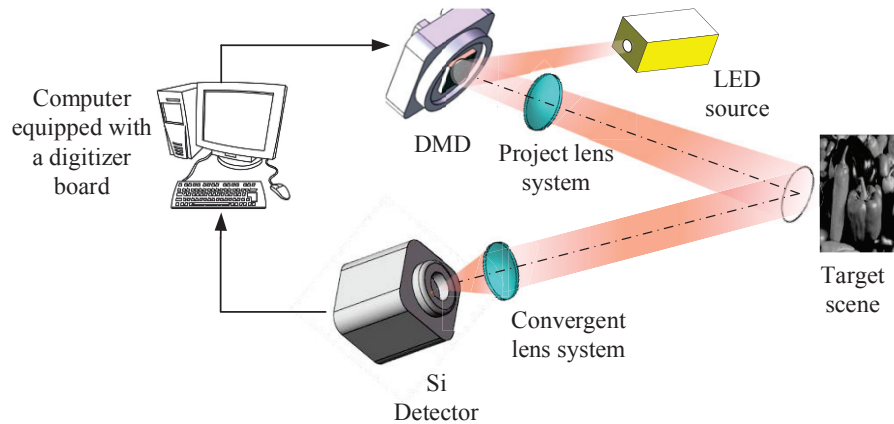 Computer
equipped with
a digitizer
board
DMD
Project lens
system
LED
source
Target
scene
Convergent
lens system
Si
Detector